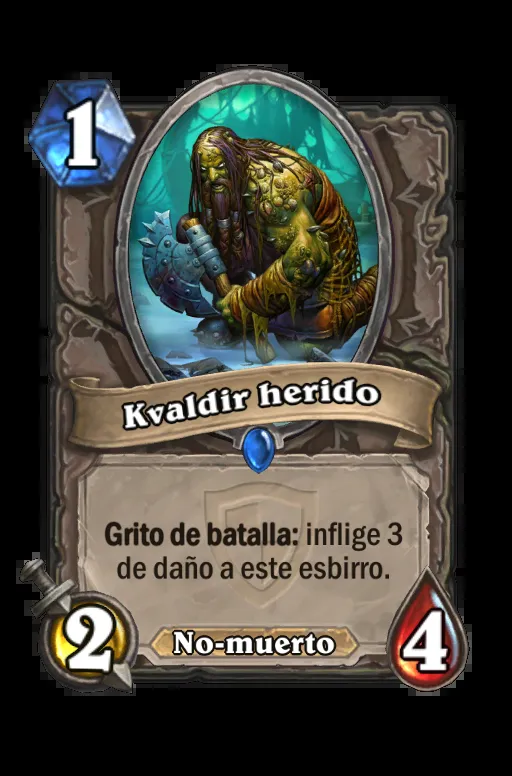 1
Kvaldir herido
Grito de batalla: inflige 3
de daño a este esbirro.
2
No-muerto
4